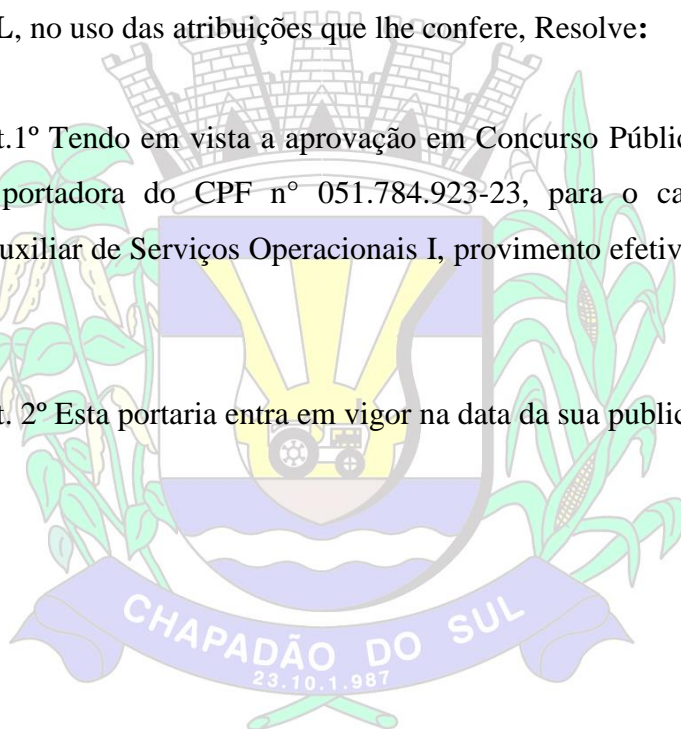 L, no uso das atribuições que lhe confere, Resolve:
t.1º Tendo em vista a aprovação em Concurso Públic
portadora do CPF n° 051.784.923-23, para o ca
uxiliar de Serviços Operacionais I, provimento efetiv
t. 2º Esta portaria entra em vigor na data da sua public
CHAPADÃO DO SUL
23.10.1.987